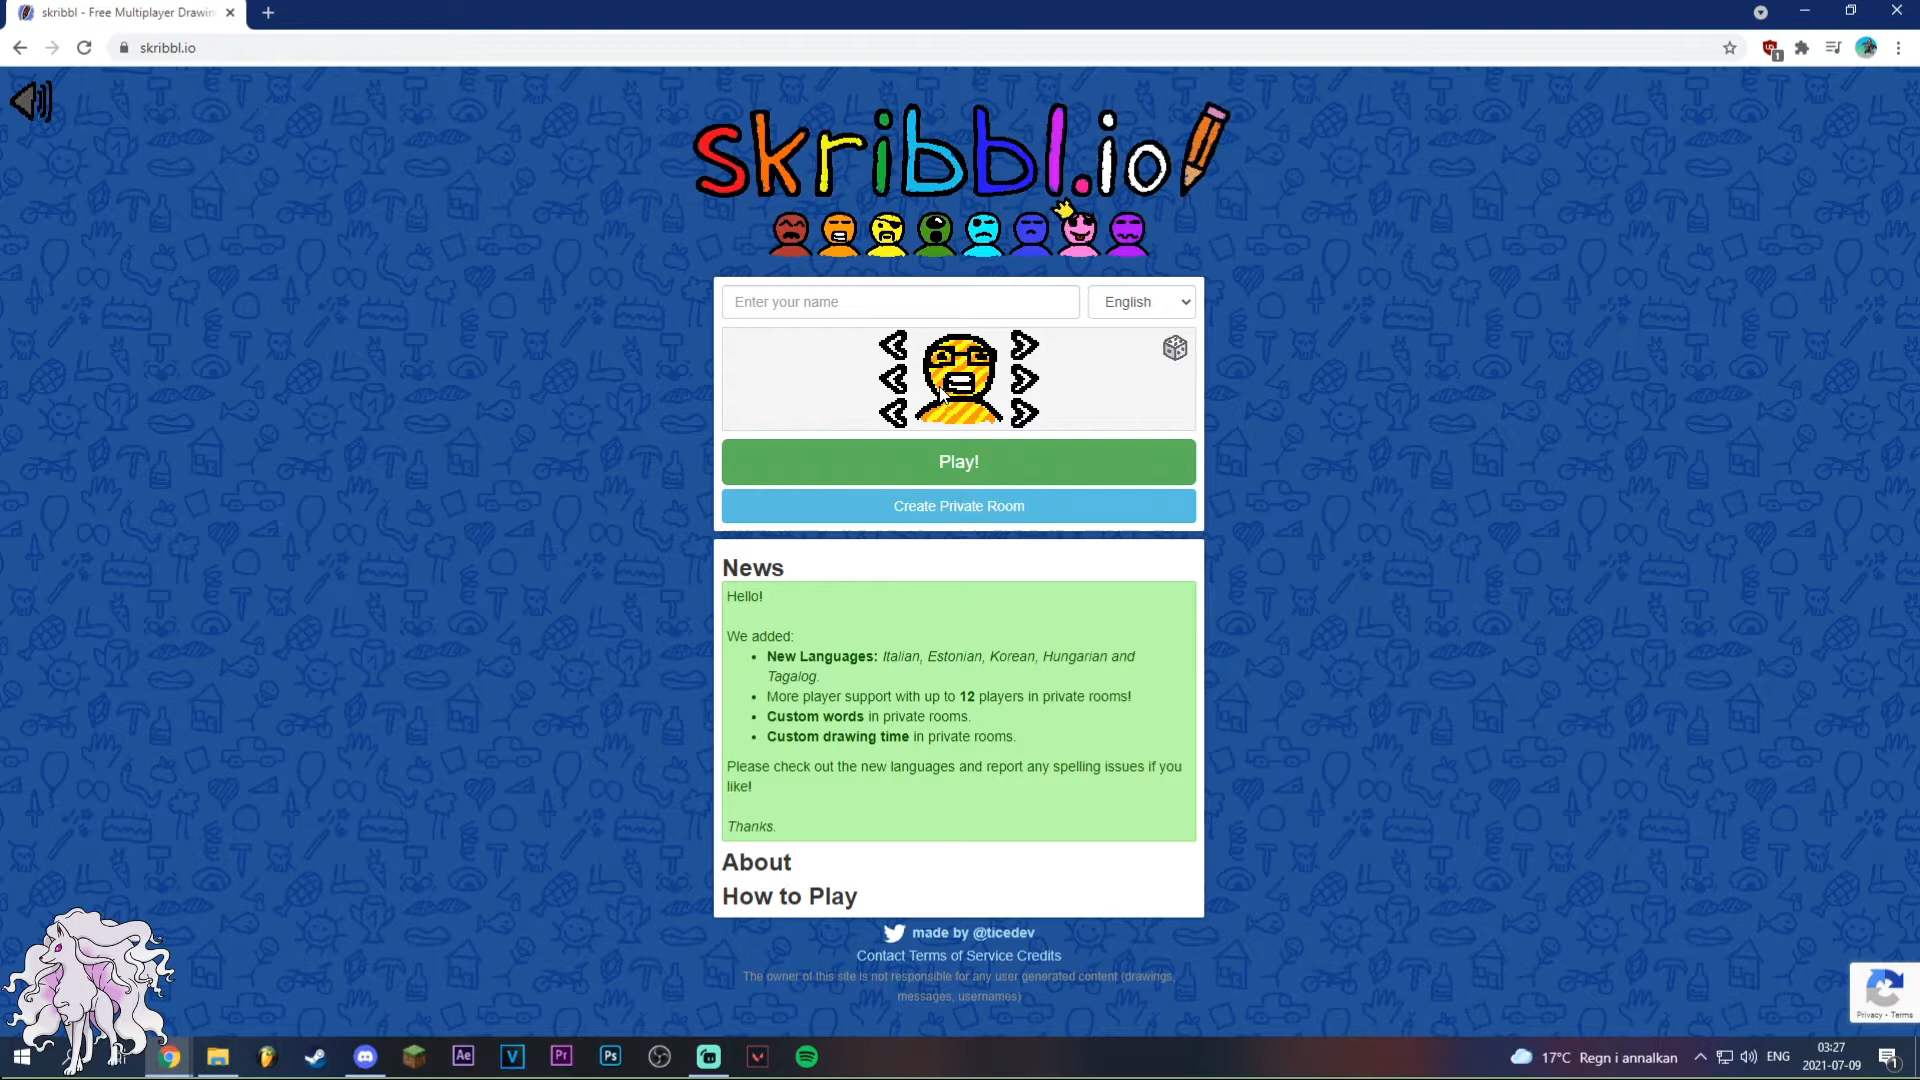 skribbl - Free Multiplayer Drawin
skribbl.io
skribbl.io
Enter your name
English
Play!
Create Private Room
News
Hello!
We added:
• New Languages: Italian, Estonian, Korean, Hungarian and
Tagalog.
• More player support with up to 12 players in private rooms!
• Custom words in private rooms.
• Custom drawing time in private rooms.
Please check out the new languages and report any spelling issues if you
like!
Thanks.
About
How to Play
made by @ticedev
Contact Terms of Service Credits
The owner of this site is not responsible for any user generated content (drawings,
messages, usernames)
Privacy - Terms
Ae
V
Pr
Ps
17°C Regn i annalkan
ENG
03:27
2021-07-09
1